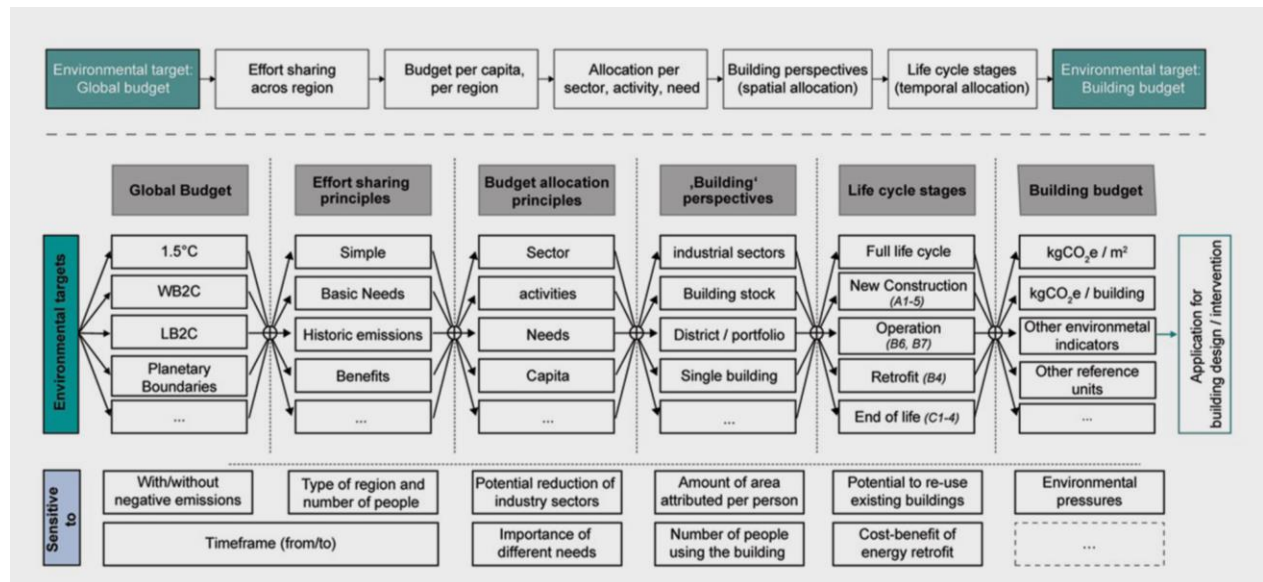 Environmental target:
Global budget
Effort sharing
acros region
Budget per capita,
per region
Allocation per
sector, activity, need
Building perspectives
(spatial allocation)
Life cycle stages
(temporal allocation)
Environmental target:
Building budget
Global Budget
Effort sharing
principles
Budget allocation
principles
‚Building‘
perspectives
Life cycle stages
Building budget
Environmental targets
1.5°C
WB2C
LB2C
Planetary
Boundaries
...
Simple
Basic Needs
Historic emissions
Benefits
...
Sector
activities
Needs
Capita
...
industrial sectors
Building stock
District / portfolio
Single building
...
Full life cycle
New Construction
(A1-5)
Operation
(B6, B7)
Retrofit (B4)
End of life (C1-4)
kgCO₂e / m²
kgCO₂e / building
Other environmetal
indicators
Other reference
units
...
Application for
building design / intervention
Sensitive
to
With/without
negative emissions
Type of region and
number of people
Timeframe (from/to)
Potential reduction of
industry sectors
Importance of
different needs
Amount of area
attributed per person
Number of people
using the building
Potential to re-use
existing buildings
Cost-benefit of
energy retrofit
Environmental
pressures
...